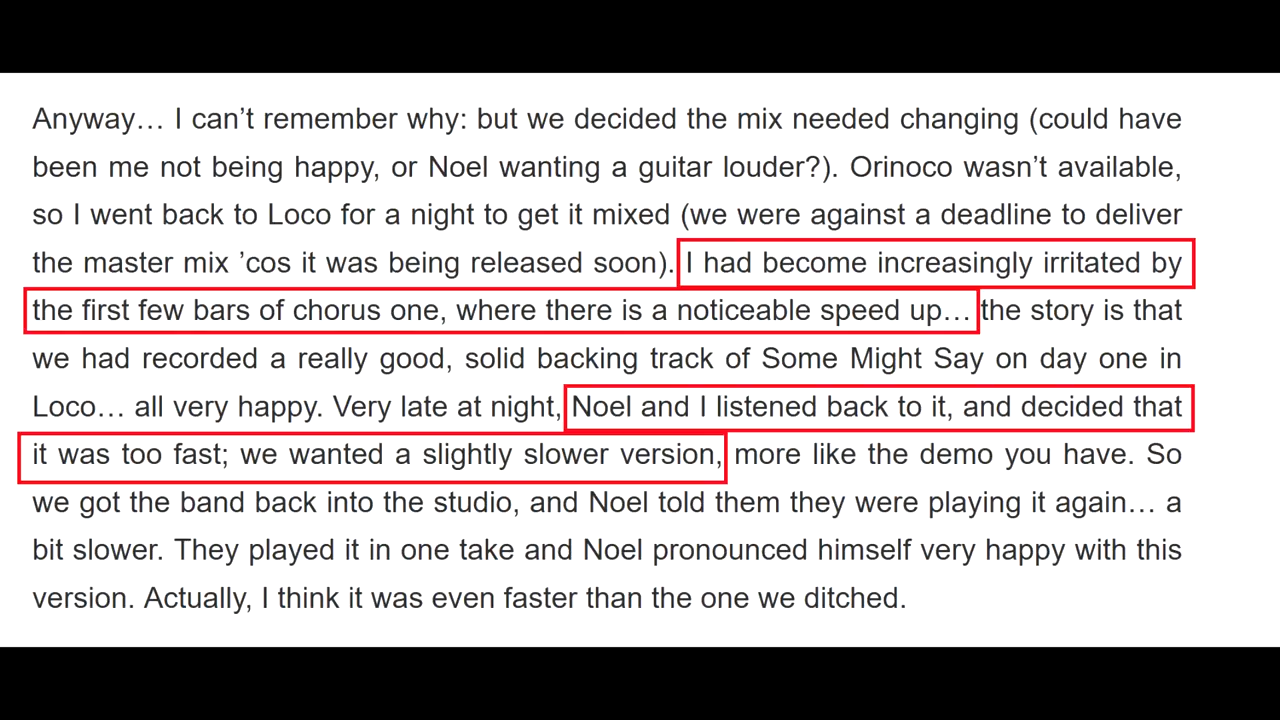 Anyway… I can’t remember why: but we decided the mix needed changing (could have
been me not being happy, or Noel wanting a guitar louder?). Orinoco wasn’t available,
so I went back to Loco for a night to get it mixed (we were against a deadline to deliver
the master mix ’cos it was being released soon). I had become increasingly irritated by
the first few bars of chorus one, where there is a noticeable speed up… the story is that
we had recorded a really good, solid backing track of Some Might Say on day one in
Loco… all very happy. Very late at night, Noel and I listened back to it, and decided that
it was too fast; we wanted a slightly slower version, more like the demo you have. So
we got the band back into the studio, and Noel told them they were playing it again… a
bit slower. They played it in one take and Noel pronounced himself very happy with this
version. Actually, I think it was even faster than the one we ditched.